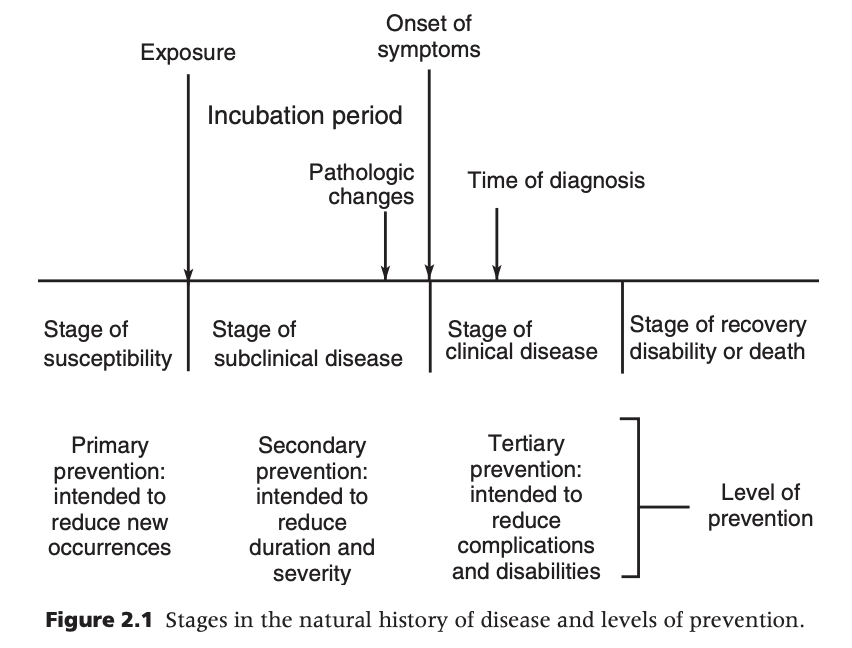 Exposure
Onset of
symptoms
Incubation period
Pathologic
changes
Time of diagnosis
Stage of
susceptibility
Stage of
subclinical disease
Stage of
clinical disease
Stage of recovery
disability or death
Primary
prevention:
intended to
reduce new
occurrences
Secondary
prevention:
intended to
reduce
duration and
severity
Tertiary
prevention:
intended to
reduce
complications
and disabilities
Level of
prevention
Figure 2.1 Stages in the natural history of disease and levels of prevention.